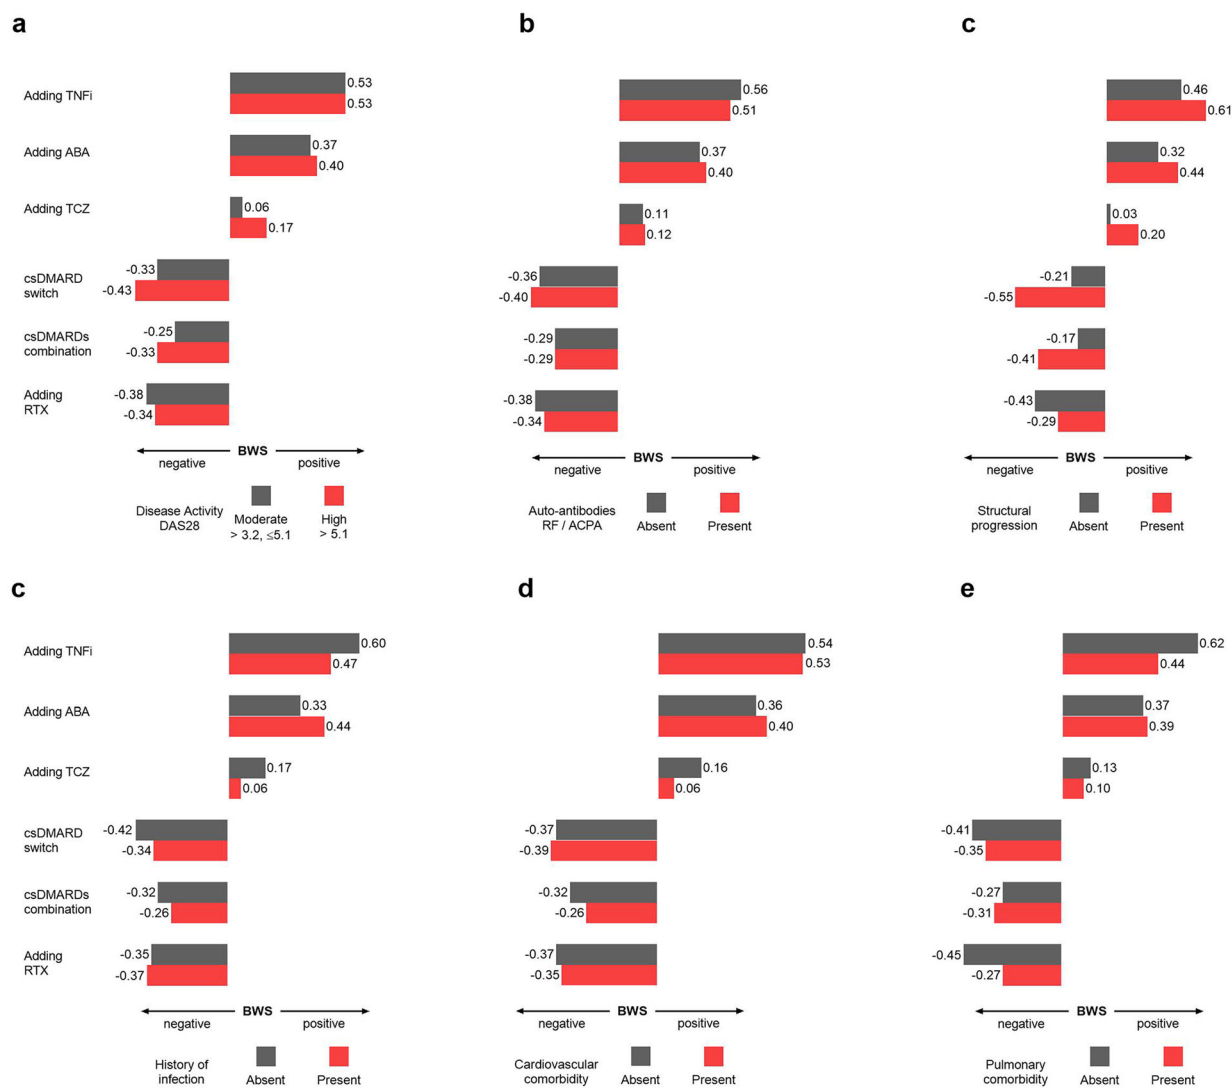 a
Adding TNFi
0.53
0.53
Adding ABA
0.37
0.40
Adding TCZ
0.06
0.17
csDMARD
switch
-0.33
-0.43
csDMARDs
combination
-0.25
-0.33
Adding
RTX
-0.38
-0.34
BWS
negative
positive
Disease Activity
DAS28
Moderate
> 3.2, ≤5.1
High
> 5.1
b
0.56
0.51
0.37
0.40
0.11
0.12
-0.36
-0.40
-0.29
-0.29
-0.38
-0.34
BWS
negative
positive
Auto-antibodies
RF / ACPA
Absent
Present
c
0.46
0.61
0.32
0.44
0.03
0.20
-0.21
-0.55
-0.17
-0.41
-0.43
-0.29
BWS
negative
positive
Structural
progression
Absent
Present
c
Adding TNFi
0.60
0.47
Adding ABA
0.33
0.44
Adding TCZ
0.17
0.06
csDMARD
switch
-0.42
-0.34
csDMARDs
combination
-0.32
-0.26
Adding
RTX
-0.35
-0.37
BWS
negative
positive
History of
infection
Absent
Present
d
0.54
0.53
0.36
0.40
0.16
0.06
-0.37
-0.39
-0.32
-0.26
-0.37
-0.35
BWS
negative
positive
Cardiovascular
comorbidity
Absent
Present
e
0.62
0.44
0.37
0.39
0.13
0.10
-0.41
-0.35
-0.27
-0.31
-0.45
-0.27
BWS
negative
positive
Pulmonary
comorbidity
Absent
Present